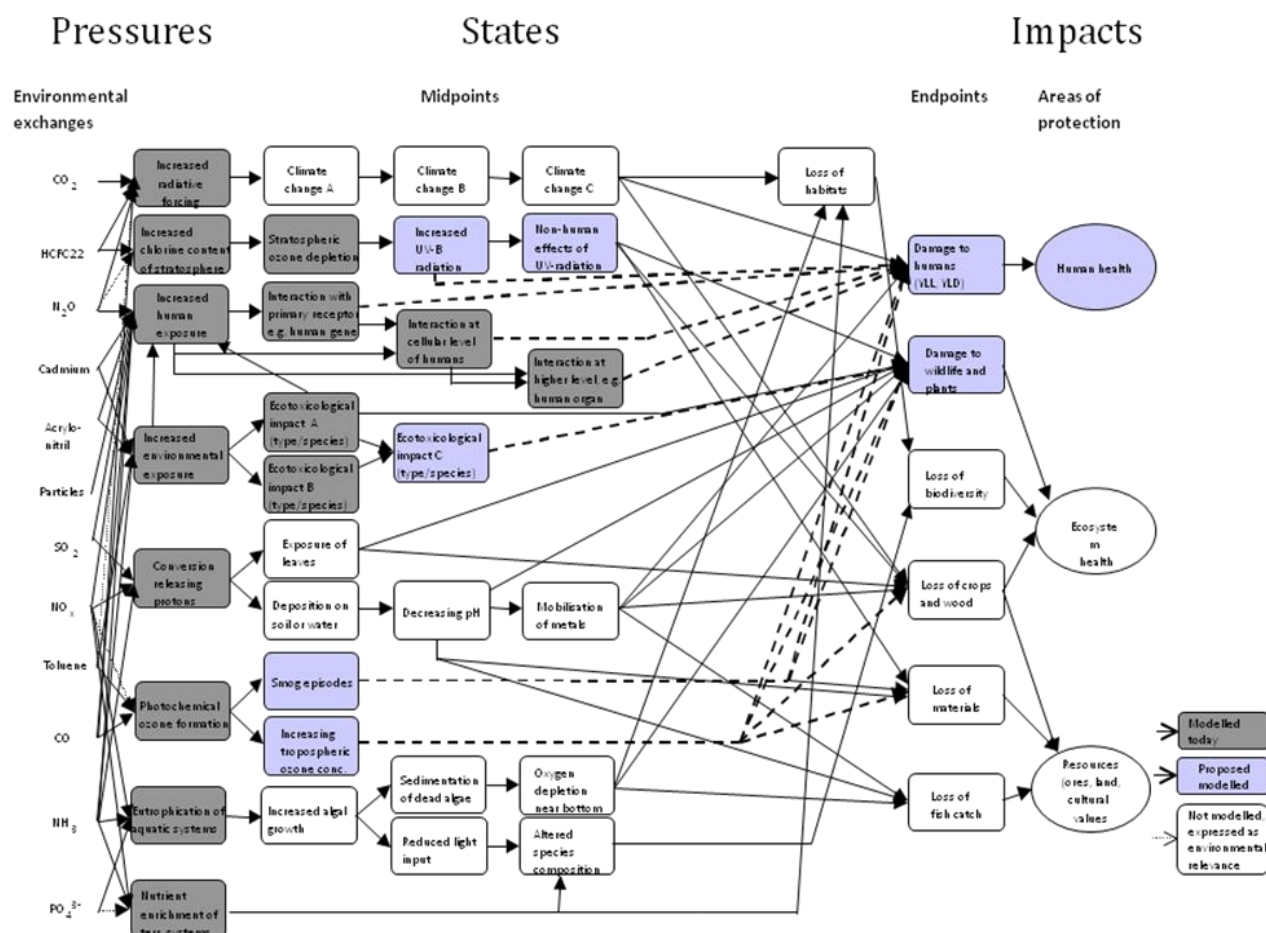 Pressures
States
Impacts
Environmental
exchanges
Midpoints
Endpoints
Areas of
protection
CO 2
Increased
radiative
forcing
Climate
change A
Climate
change B
Climate
change C
Loss of
habitats
HCFC22
Increased
chlorine content
of stratosphere
Stratospheric
ozone depletion
Increased
UV-B
radiation
Non-human
effects of
UV-radiation
Damage to
humans
(YLL, YLD)
Human health
N2O
Increased
human
exposure
Interaction with
primary receptor
e.g. human gene
Interaction at
cellular level
of humans
Interaction at
higher level, e.g.
human organ
Damage to
wildlife and
plants
Cadmium
Acrylo-
nitril
Increased
environmental
exposure
Ecotoxicological
impact A
(type/species)
Ecotoxicological
impact B
(type/species)
Ecotoxicological
impact C
(type/species)
Loss of
biodiversity
Particles
SO 2
Conversion
releasing
protons
Exposure of
leaves
Deposition on
soil or water
Decreasing pH
Mobilisation
of metals
Loss of crops
and wood
Ecosyste
m
health
NOx
Toluene
Photochemical
ozone formation
Smog episodes
Increasing
tropospheric
ozone conc.
Loss of
materials
CO
Sedimentation
of dead algae
Oxygen
depletion
near bottom
Resources
(ores, land,
cultural
values
NH3
Eutrophication of
aquatic systems
Increased algal
growth
Reduced light
input
Altered
species
composition
Loss of
fish catch
PO4 3-
Nutrient
enrichment of
terr. systems
Modelled
today
Proposed
modelled
Not modelled,
expressed as
environmental
relevance